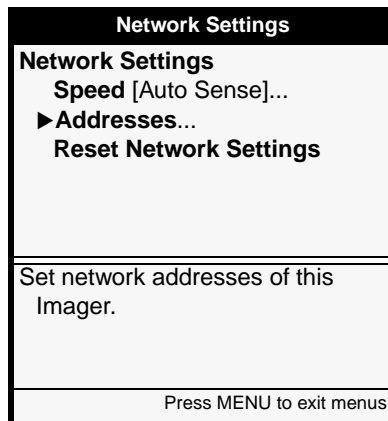 Network Settings
Network Settings
Speed [Auto Sense]...
▶Addresses...
Reset Network Settings
Set network addresses of this
Imager.
Press MENU to exit menus